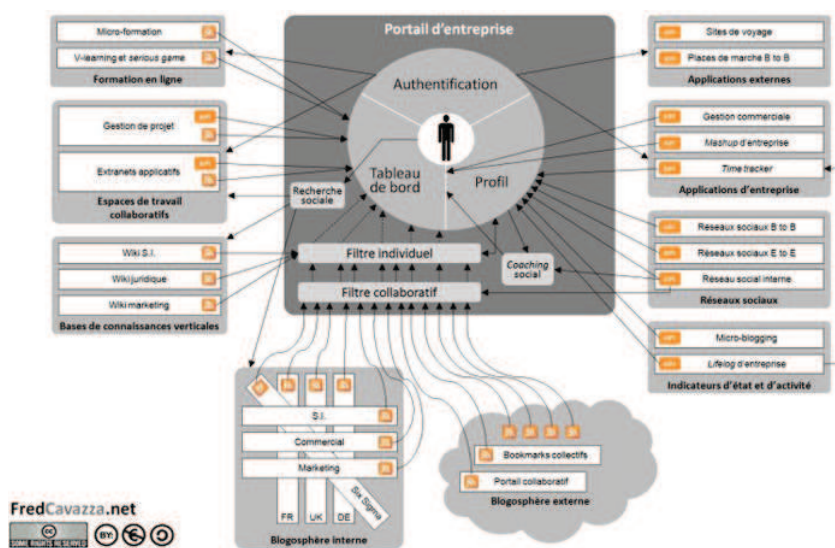 Portail d'entreprise
Authentification
Tableau
de bord
Profil
Recherche
sociale
Coaching
social
Filtre individuel
Filtre collaboratif
Micro-formation
V-learning et serious game
Formation en ligne
Gestion de projet
Extranets applicatifs
Espaces de travail
collaboratifs
Wiki S.I.
Wiki juridique
Wiki marketing
Bases de connaissances verticales
Sites de voyage
Places de marche B to B
Applications externes
Gestion commerciale
Mashup d'entreprise
Time tracker
Applications d'entreprise
Réseaux sociaux B to B
Réseaux sociaux E to E
Réseau social interne
Réseaux sociaux
Micro-blogging
Lifelog d'entreprise
Indicateurs d'état et d'activité
S.I.
Commercial
Marketing
Six Sigma
FR
UK
DE
Blogosphère interne
Bookmarks collectifs
Portail collaboratif
Blogosphère externe
FredCavazza.net
cc
SOME RIGHTS RESERVED
BY: